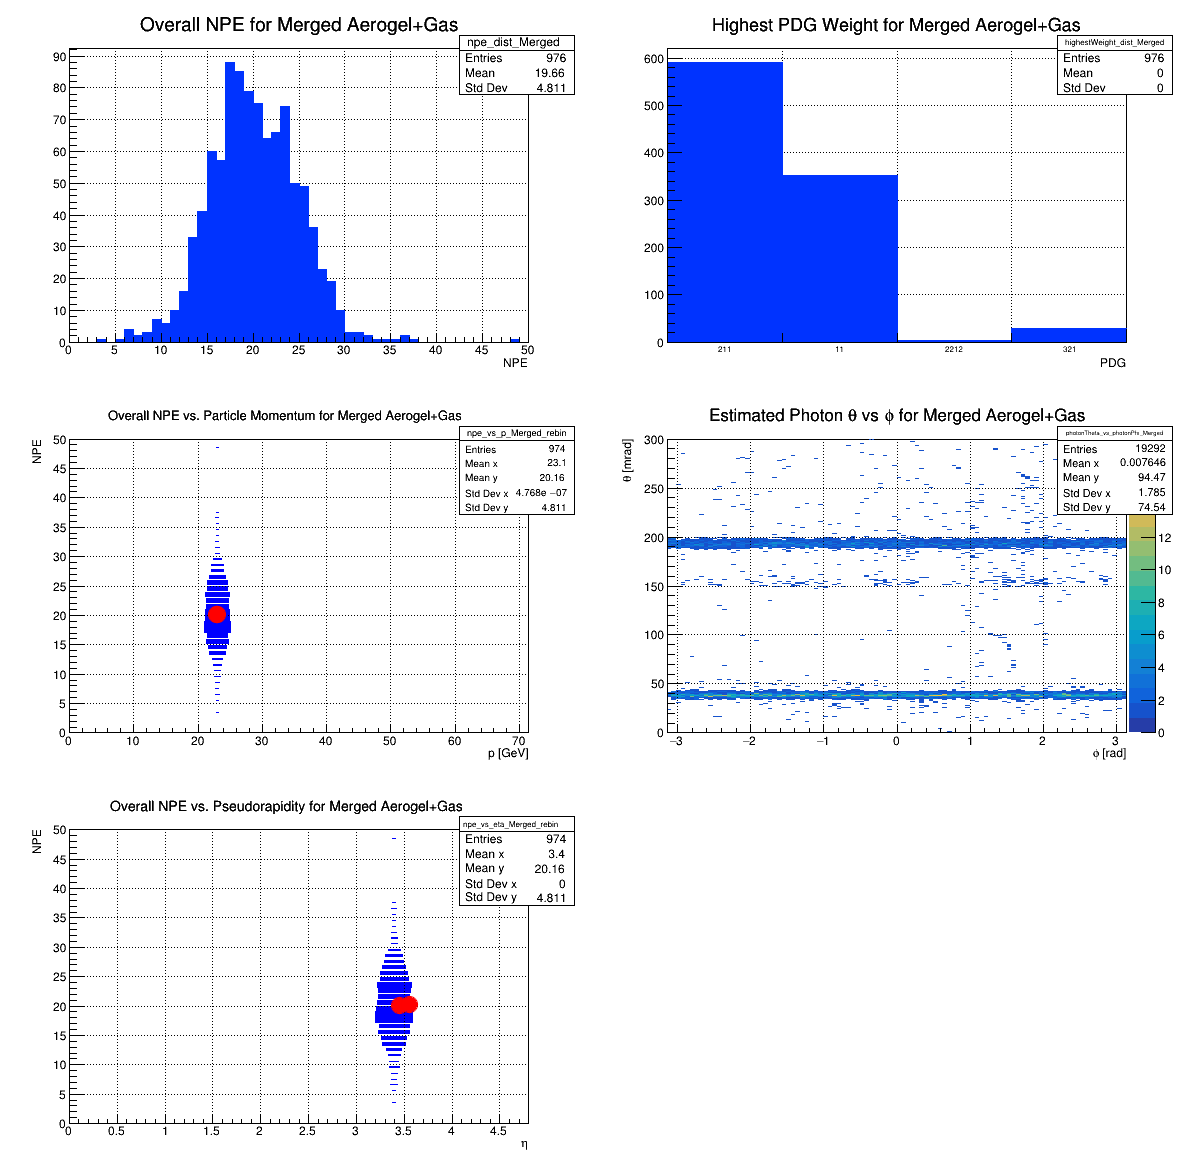 Overall NPE for Merged Aerogel+Gas
npe_dist_Merged
Entries 976
Mean 19.66
Std Dev 4.811
90
80
70
60
50
40
30
20
10
0
0 5 10 15 20 25 30 35 40 45 50
NPE
Highest PDG Weight for Merged Aerogel+Gas
highestWeight_dist_Merged
Entries 976
Mean 0
Std Dev 0
600
500
400
300
200
100
0
211 11 2212 321
PDG
Overall NPE vs. Particle Momentum for Merged Aerogel+Gas
npe_vs_p_Merged_rebin
Entries 974
Mean x 23.1
Mean y 20.16
Std Dev x 4.768e −07
Std Dev y 4.811
NPE
50
45
40
35
30
25
20
15
10
5
0
0 10 20 30 40 50 60 70
p [GeV]
Estimated Photon θ vs ϕ for Merged Aerogel+Gas
photonTheta_vs_photonPhi_Merged
Entries 19292
Mean x 0.007646
Mean y 94.47
Std Dev x 1.785
Std Dev y 74.54
θ [mrad]
300
250
200
150
100
50
0
−3 −2 −1 0 1 2 3
ϕ [rad]
12
10
8
6
4
2
0
Overall NPE vs. Pseudorapidity for Merged Aerogel+Gas
npe_vs_eta_Merged_rebin
Entries 974
Mean x 3.4
Mean y 20.16
Std Dev x 0
Std Dev y 4.811
NPE
50
45
40
35
30
25
20
15
10
5
0
0 0.5 1 1.5 2 2.5 3 3.5 4 4.5
η